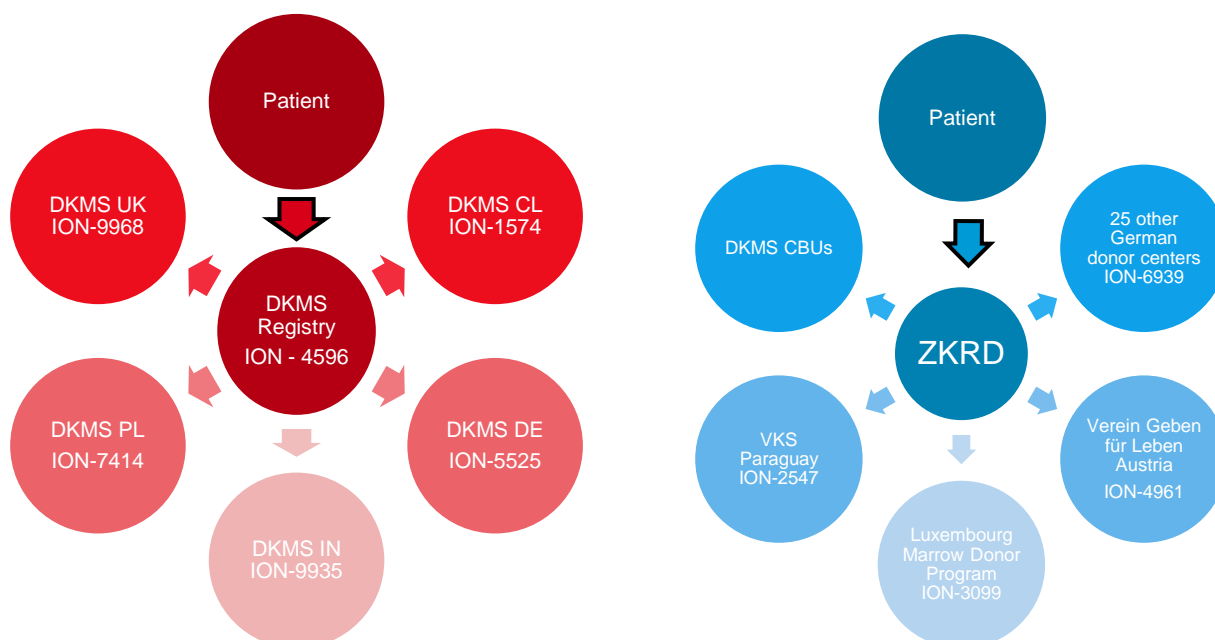 Patient
DKMS UK
ION-9968
DKMS CL
ION-1574
DKMS
Registry
ION - 4596
DKMS PL
ION-7414
DKMS DE
ION-5525
DKMS IN
ION-9935
Patient
DKMS CBUs
25 other
German
donor centers
ION-6939
ZKRD
VKS
Paraguay
ION-2547
Verein Geben
für Leben
Austria
ION-4961
Luxembourg
Marrow Donor
Program
ION-3099